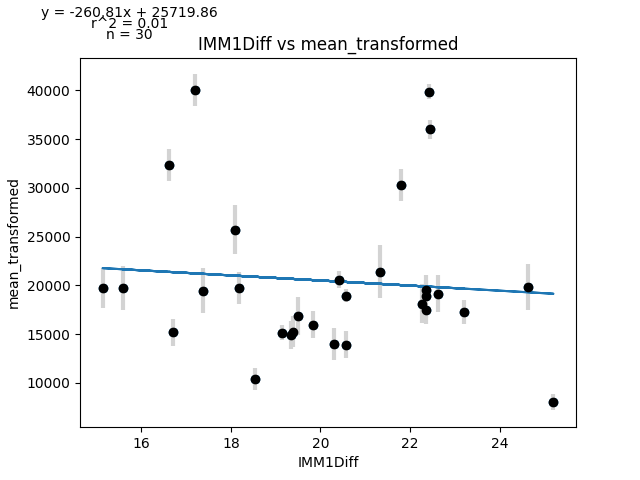 y = -260.81x + 25719.86
r^2 = 0.01
n = 30
IMM1Diff vs mean_transformed
40000
35000
30000
25000
20000
15000
10000
mean_transformed
16
18
20
22
24
IMM1Diff